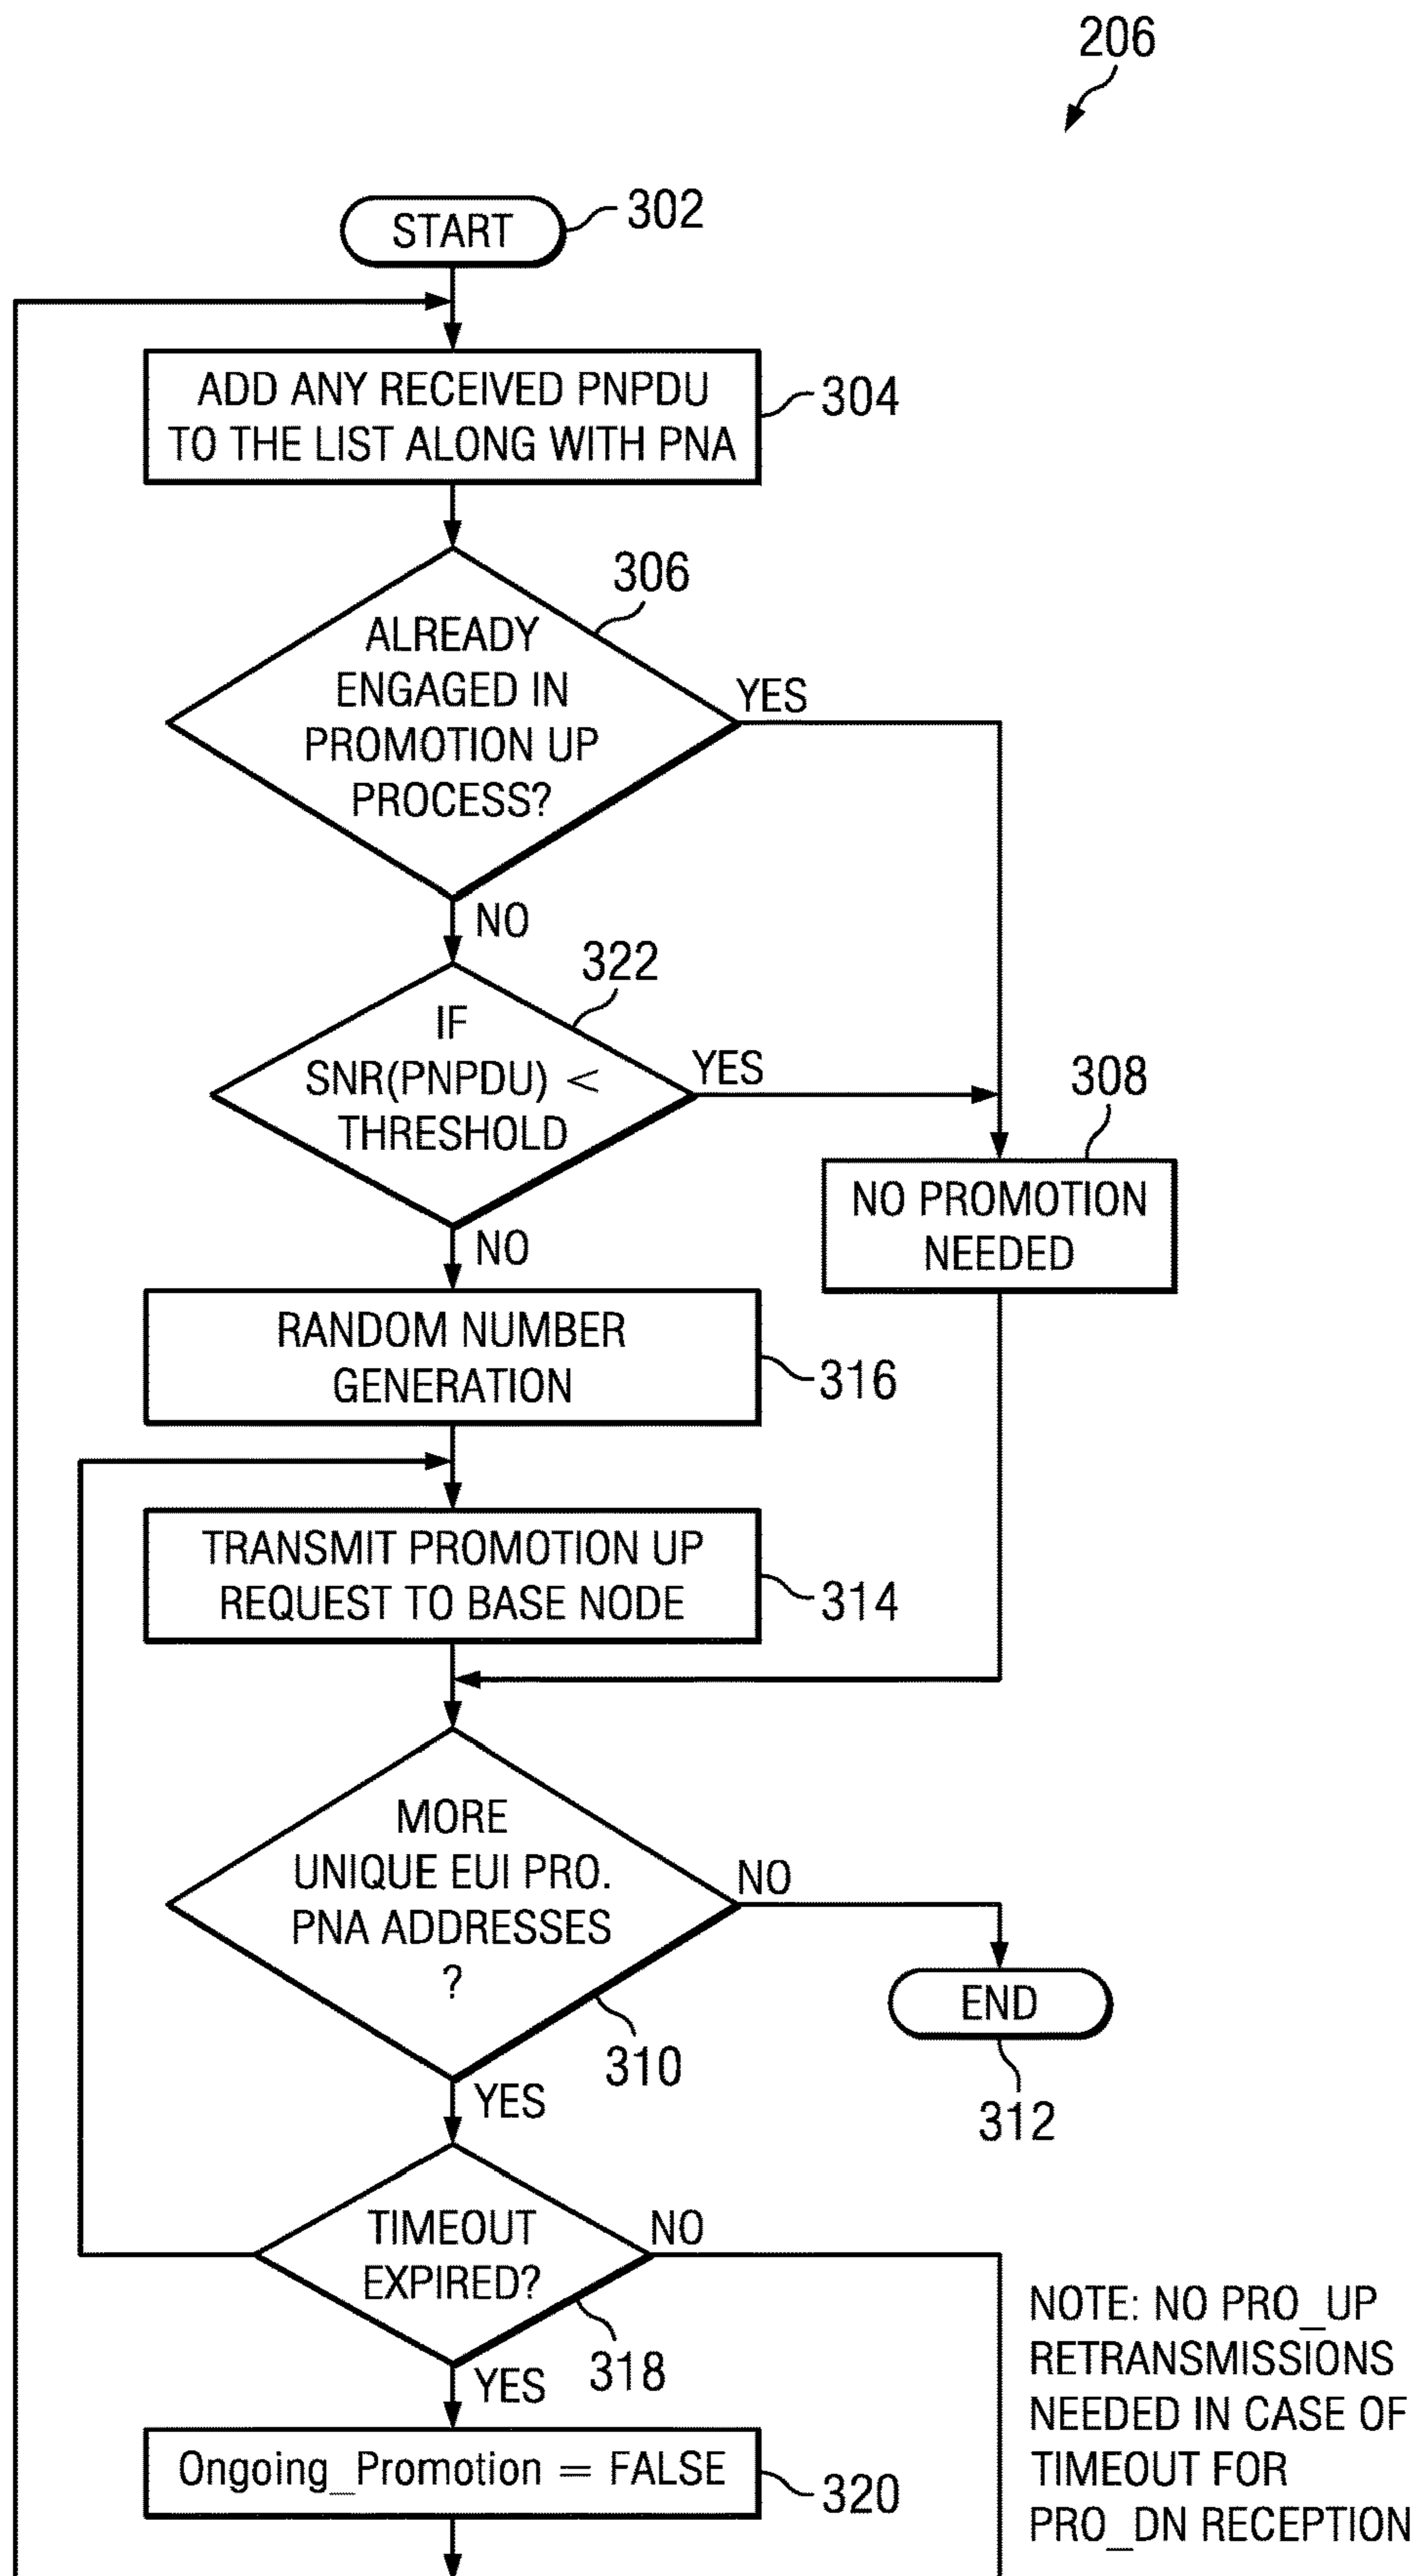 206
START
302
ADD ANY RECEIVED PNPDU
TO THE LIST ALONG WITH PNA
304
306
ALREADY
ENGAGED IN
PROMOTION UP
PROCESS?
YES
NO
322
IF
SNR(PNPDU) <
THRESHOLD
YES
NO
308
NO PROMOTION
NEEDED
RANDOM NUMBER
GENERATION
316
TRANSMIT PROMOTION UP
REQUEST TO BASE NODE
314
MORE
UNIQUE EUI PRO.
PNA ADDRESSES
?
NO
310
YES
END
312
TIMEOUT
EXPIRED?
NO
318
YES
Ongoing_Promotion = FALSE
320
NOTE: NO PRO_UP
RETRANSMISSIONS
NEEDED IN CASE OF
TIMEOUT FOR
PRO_DN RECEPTION